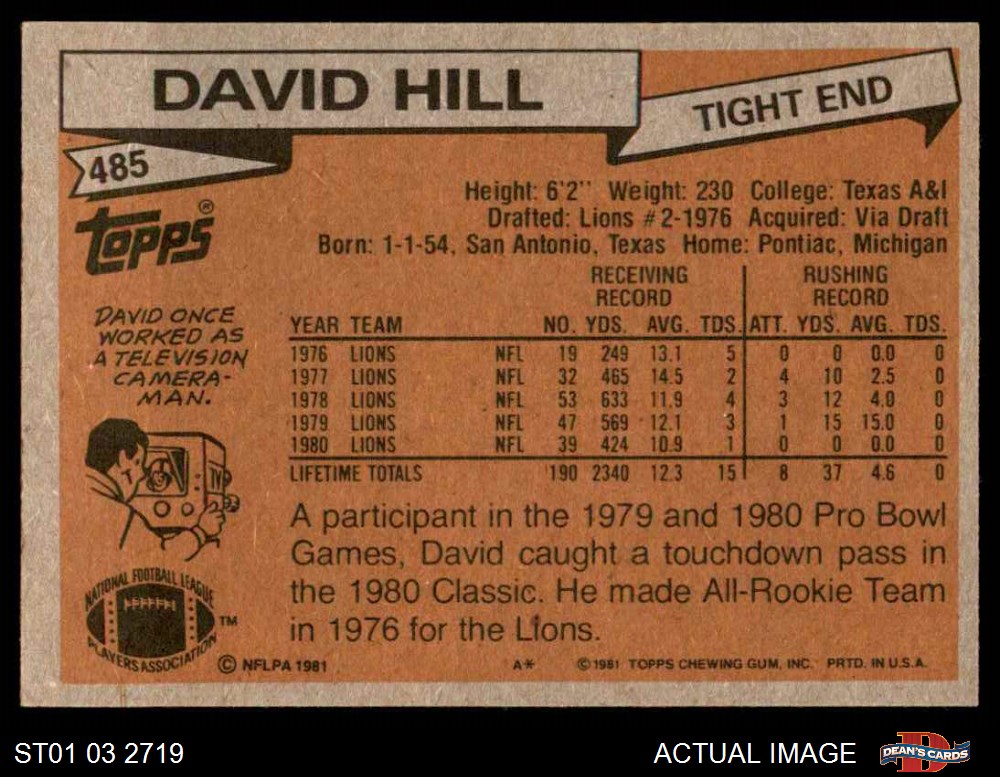 DAVID HILL
TIGHT END
485
TOPPS®
Height: 6'2'' Weight: 230 College: Texas A&I
Drafted: Lions #2-1976 Acquired: Via Draft
Born: 1-1-54, San Antonio, Texas Home: Pontiac, Michigan
DAVID ONCE
WORKED AS
A TELEVISION
CAMERA-
MAN.
TV
RECEIVING RUSHING
RECORD RECORD
YEAR TEAM NO. YDS. AVG. TDS. ATT. YDS. AVG. TDS.
1976 LIONS NFL 19 249 13.1 5 0 0 0.0 0
1977 LIONS NFL 32 465 14.5 2 4 10 2.5 0
1978 LIONS NFL 53 633 11.9 4 3 12 4.0 0
1979 LIONS NFL 47 569 12.1 3 1 15 15.0 0
1980 LIONS NFL 39 424 10.9 1 0 0 0.0 0
LIFETIME TOTALS 190 2340 12.3 15 8 37 4.6 0
A participant in the 1979 and 1980 Pro Bowl
Games, David caught a touchdown pass in
the 1980 Classic. He made All-Rookie Team
in 1976 for the Lions.
NATIONAL FOOTBALL LEAGUE
PLAYERS ASSOCIATION
™
© NFLPA 1981 A* © 1981 TOPPS CHEWING GUM, INC. PRTD. IN U.S.A.
ST01 03 2719
ACTUAL IMAGE
D
DEAN'S CARDS